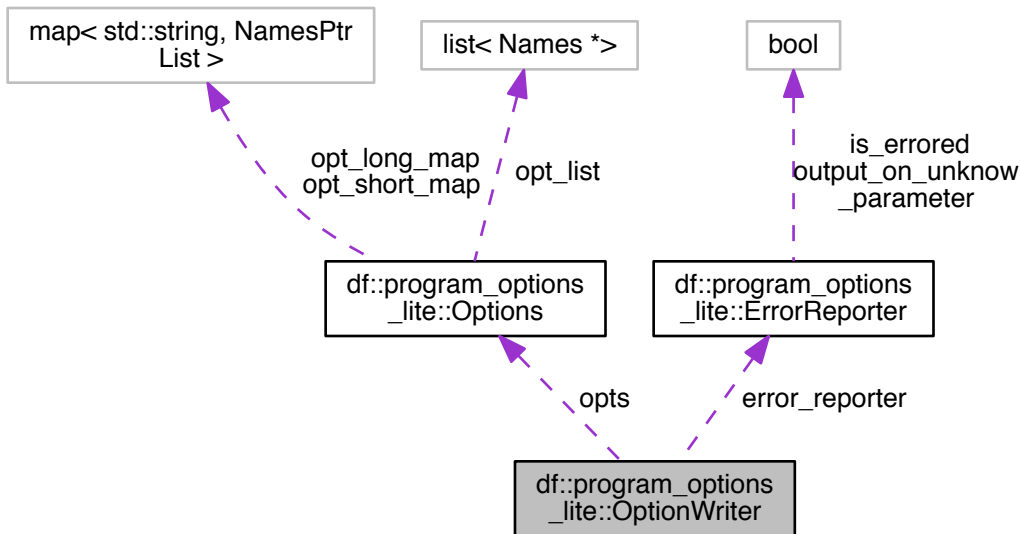 map< std::string, NamesPtr
List >
list< Names *>
bool
opt_long_map
opt_short_map
opt_list
is_errored
output_on_unknow
_parameter
df::program_options
_lite::Options
df::program_options
_lite::ErrorReporter
opts
error_reporter
df::program_options
_lite::OptionWriter